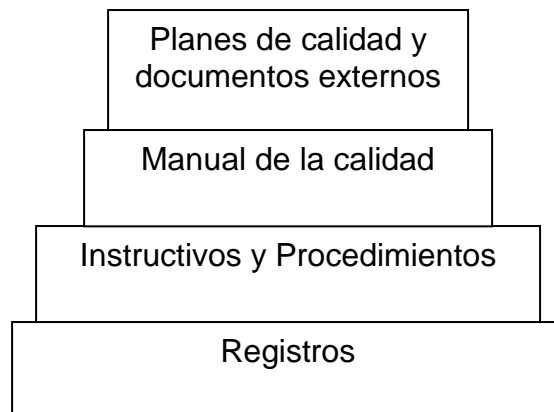 Planes de calidad y
documentos externos
Manual de la calidad
Instructivos y Procedimientos
Registros